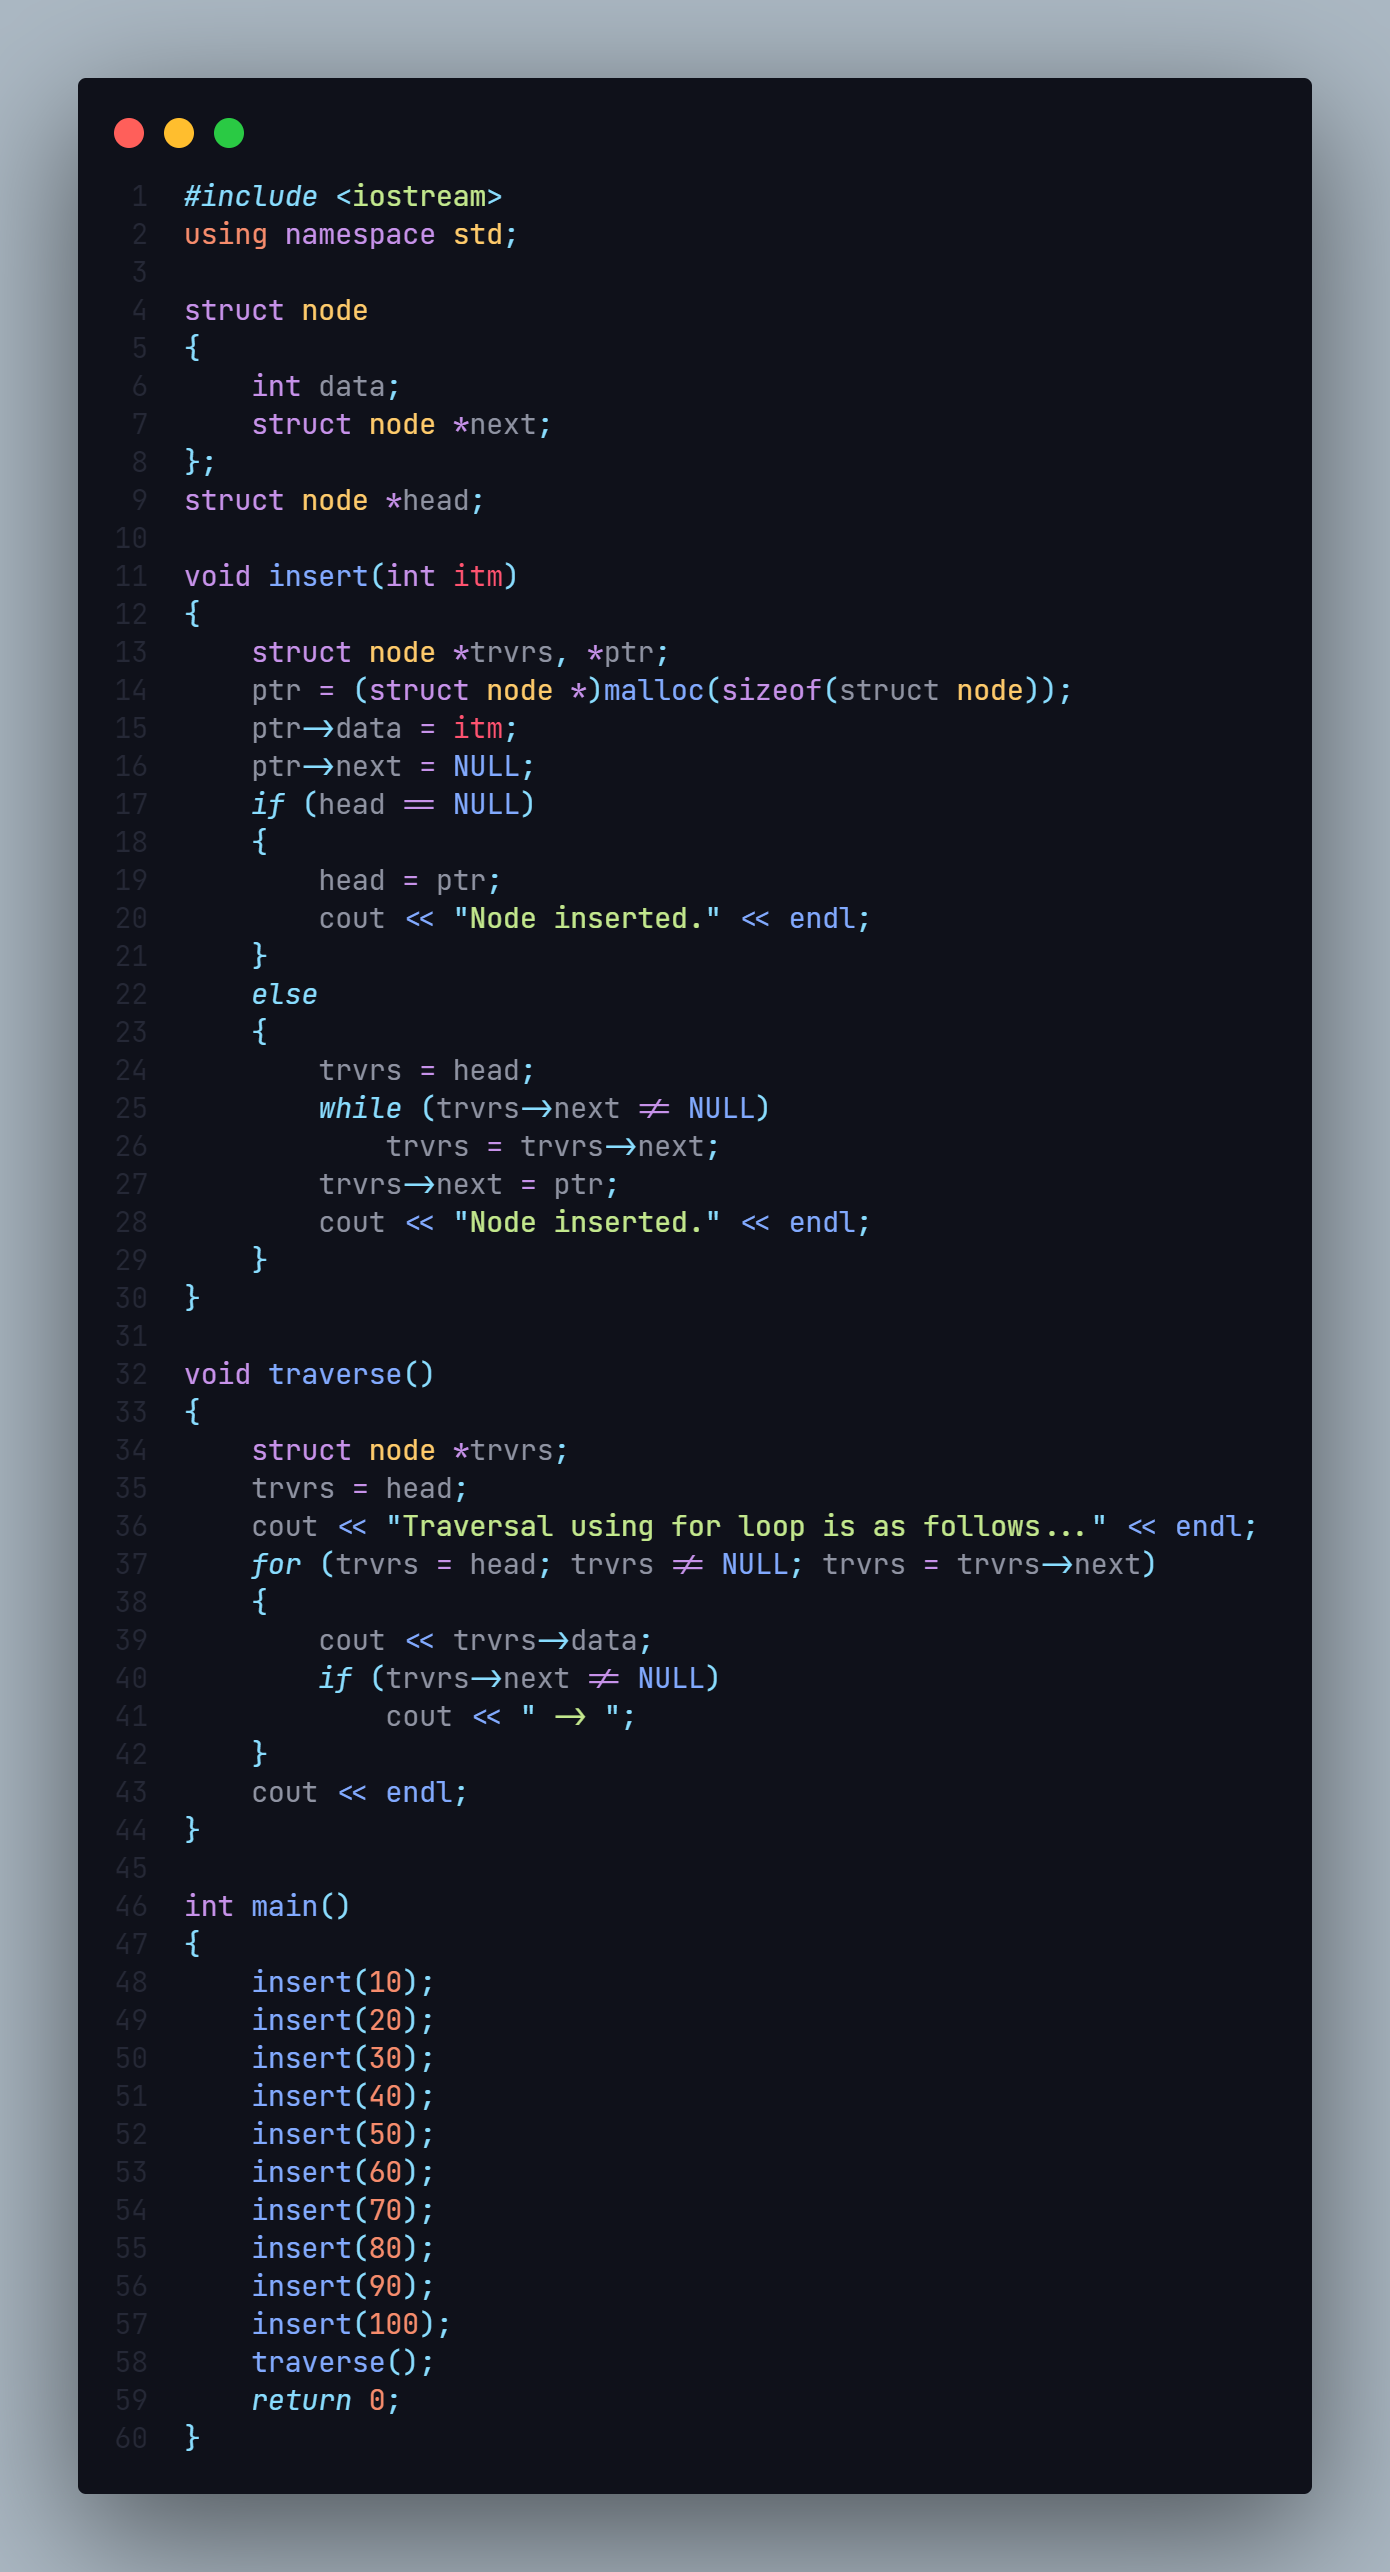 1 #include <iostream>
2 using namespace std;
3
4 struct node
5 {
6     int data;
7     struct node *next;
8 };
9 struct node *head;
10
11 void insert(int itm)
12 {
13     struct node *trvrs, *ptr;
14     ptr = (struct node *)malloc(sizeof(struct node));
15     ptr->data = itm;
16     ptr->next = NULL;
17     if (head == NULL)
18     {
19         head = ptr;
20         cout << "Node inserted." << endl;
21     }
22     else
23     {
24         trvrs = head;
25         while (trvrs->next != NULL)
26             trvrs = trvrs->next;
27         trvrs->next = ptr;
28         cout << "Node inserted." << endl;
29     }
30 }
31
32 void traverse()
33 {
34     struct node *trvrs;
35     trvrs = head;
36     cout << "Traversal using for loop is as follows..." << endl;
37     for (trvrs = head; trvrs != NULL; trvrs = trvrs->next)
38     {
39         cout << trvrs->data;
40         if (trvrs->next != NULL)
41             cout << " -> ";
42     }
43     cout << endl;
44 }
45
46 int main()
47 {
48     insert(10);
49     insert(20);
50     insert(30);
51     insert(40);
52     insert(50);
53     insert(60);
54     insert(70);
55     insert(80);
56     insert(90);
57     insert(100);
58     traverse();
59     return 0;
60 }